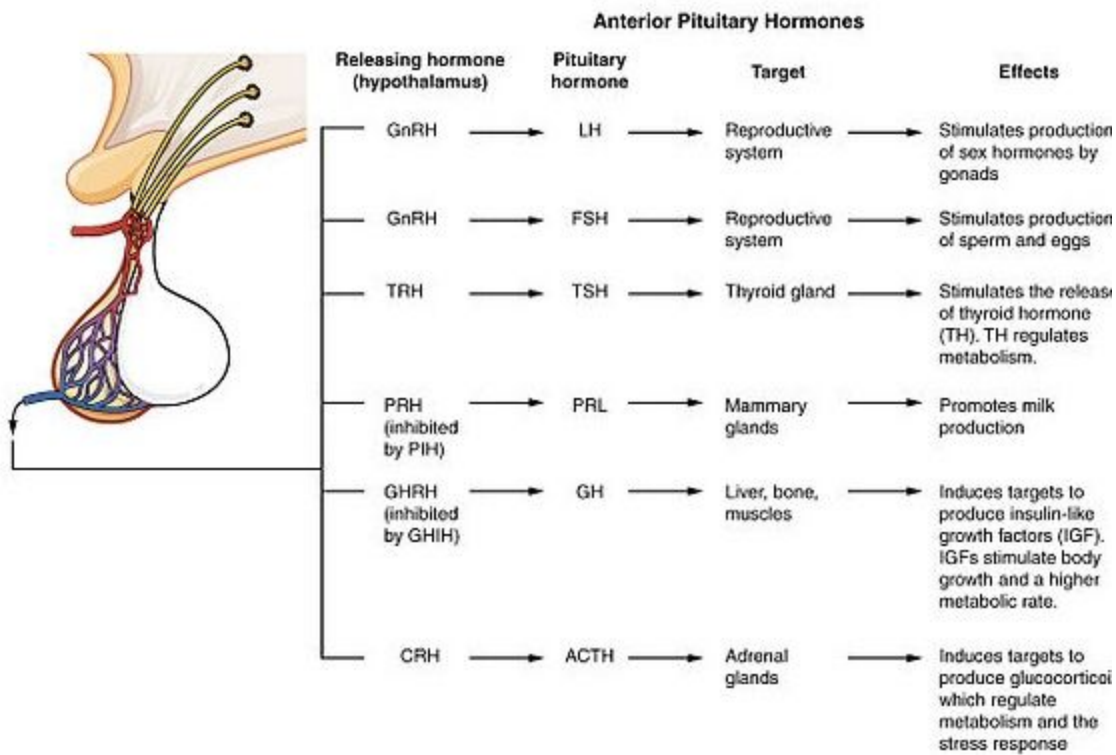 Anterior Pituitary Hormones
Releasing hormone
(hypothalamus)
Pituitary
hormone
Target
Effects
GnRH
LH
Reproductive
system
Stimulates production
of sex hormones by
gonads
GnRH
FSH
Reproductive
system
Stimulates production
of sperm and eggs
TRH
TSH
Thyroid gland
Stimulates the release
of thyroid hormone
(TH). TH regulates
metabolism.
PRH
(inhibited
by PIH)
PRL
Mammary
glands
Promotes milk
production
GHRH
(inhibited
by GHIH)
GH
Liver, bone,
muscles
Induces targets to
produce insulin-like
growth factors (IGF).
IGFs stimulate body
growth and a higher
metabolic rate.
CRH
ACTH
Adrenal
glands
Induces targets to
produce glucocorticoi
which regulate
metabolism and the
stress response